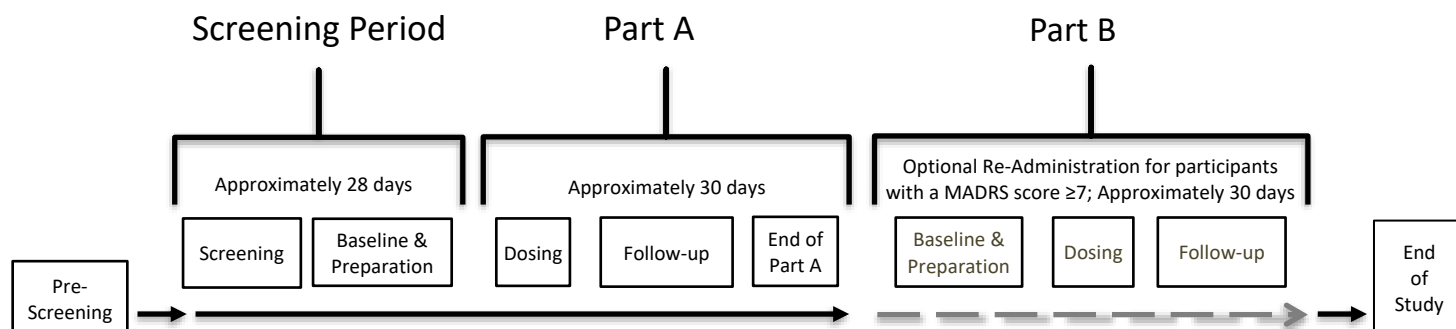 Screening Period
Part A
Part B
Approximately 28 days
Approximately 30 days
Optional Re-Administration for participants
with a MADRS score ≥7; Approximately 30 days
Pre-
Screening
Screening
Baseline &
Preparation
Dosing
Follow-up
End of
Part A
Baseline &
Preparation
Dosing
Follow-up
End
of
Study